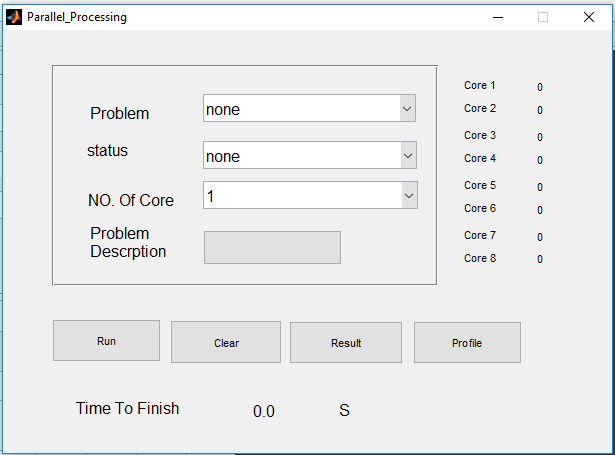 Parallel_Processing
Problem
none
status
none
NO. Of Core
1
Problem
Descrption
Core 1 0
Core 2 0
Core 3 0
Core 4 0
Core 5 0
Core 6 0
Core 7 0
Core 8 0
Run
Clear
Result
Profile
Time To Finish 0.0 S